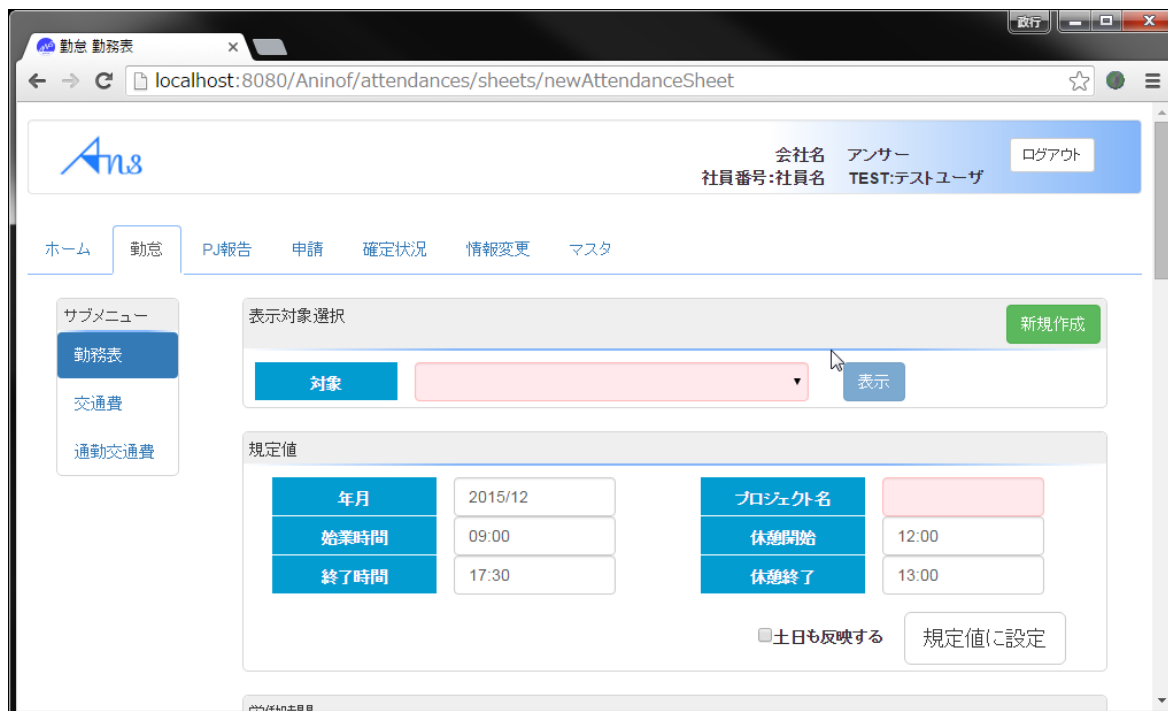 政行
勤怠 勤務表
localhost:8080/Aninof/attendances/sheets/newAttendanceSheet
Ans
会社名 アンサー
社員番号:社員名 TEST:テストユーザ
ログアウト
ホーム 勤怠 PJ報告 申請 確定状況 情報変更 マスタ
サブメニュー
勤務表
交通費
通勤交通費
表示対象選択
新規作成
対象
表示
規定値
年月 2015/12 プロジェクト名
始業時間 09:00 休憩開始 12:00
終了時間 17:30 休憩終了 13:00
土日も反映する 規定値に設定